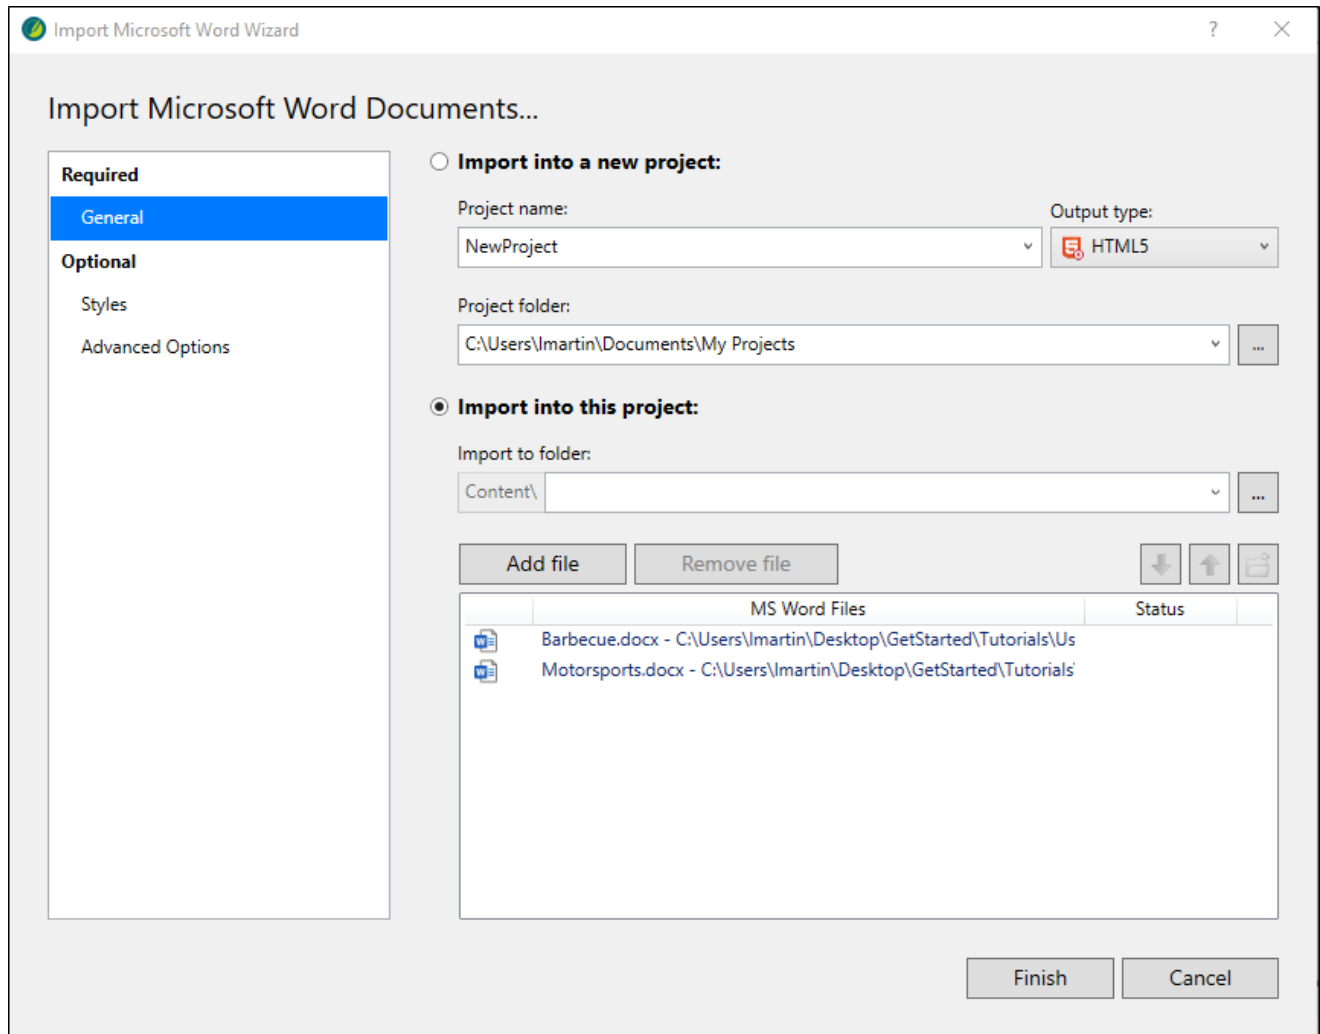 Import Microsoft Word Wizard
?
Import Microsoft Word Documents...
Required
General
Optional
Styles
Advanced Options
Import into a new project:
Project name:
Output type:
NewProject
HTML5
Project folder:
C:\Users\lmartin\Documents\My Projects
...
Import into this project:
Import to folder:
Content\
...
Add file
Remove file
MS Word Files
Status
Barbecue.docx - C:\Users\lmartin\Desktop\GetStarted\Tutorials\Us
Motorsports.docx - C:\Users\lmartin\Desktop\GetStarted\Tutorials
Finish
Cancel